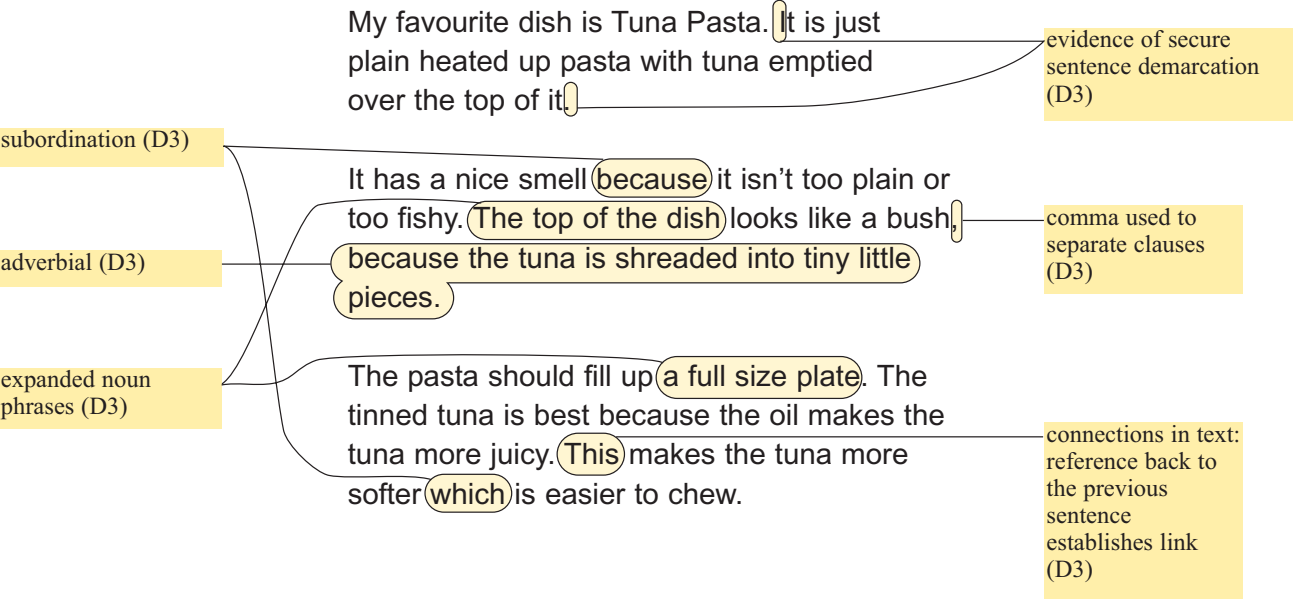 My favourite dish is Tuna Pasta. It is just
plain heated up pasta with tuna emptied
over the top of it.
evidence of secure
sentence demarcation
(D3)
subordination (D3)
It has a nice smell because it isn't too plain or
too fishy. The top of the dish looks like a bush,
because the tuna is shreaded into tiny little
pieces.
comma used to
separate clauses
(D3)
adverbial (D3)
expanded noun
phrases (D3)
The pasta should fill up a full size plate. The
tinned tuna is best because the oil makes the
tuna more juicy. This makes the tuna more
softer which is easier to chew.
connections in text:
reference back to
the previous
sentence
establishes link
(D3)